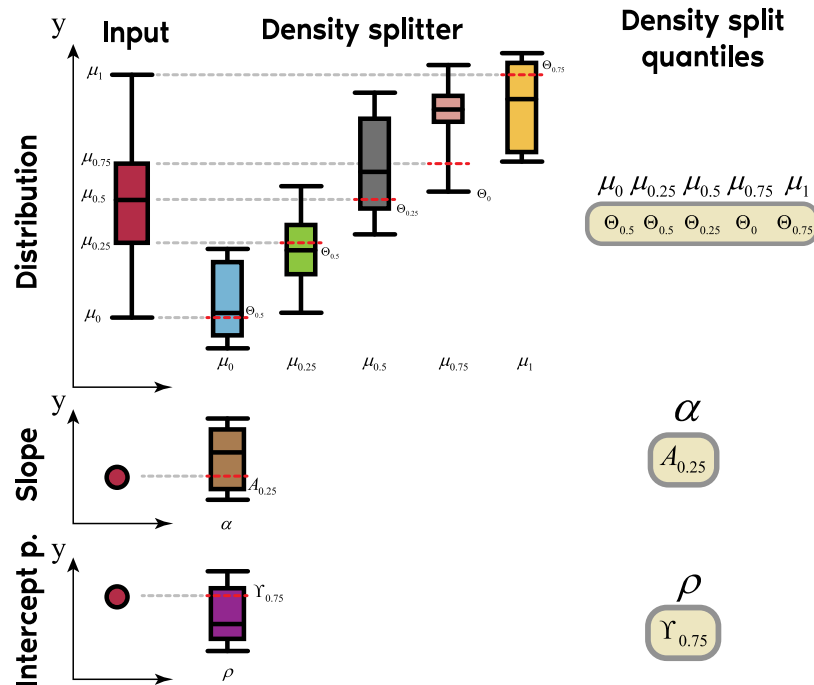 y Input Density splitter Density split
quantiles
Distribution
μ₁ Θ₀.₇₅
μ₀.₇₅
μ₀.₅ Θ₀
μ₀.₂₅ Θ₀.₂₅
Θ₀.₅
μ₀ Θ₀.₅
μ₀ μ₀.₂₅ μ₀.₅ μ₀.₇₅ μ₁
μ₀ μ₀.₂₅ μ₀.₅ μ₀.₇₅ μ₁
Θ₀.₅ Θ₀.₅ Θ₀.₂₅ Θ₀ Θ₀.₇₅
Slope
y
A₀.₂₅
α
α
A₀.₂₅
Intercept p.
y
ϒ₀.₇₅
ρ
ρ
ϒ₀.₇₅